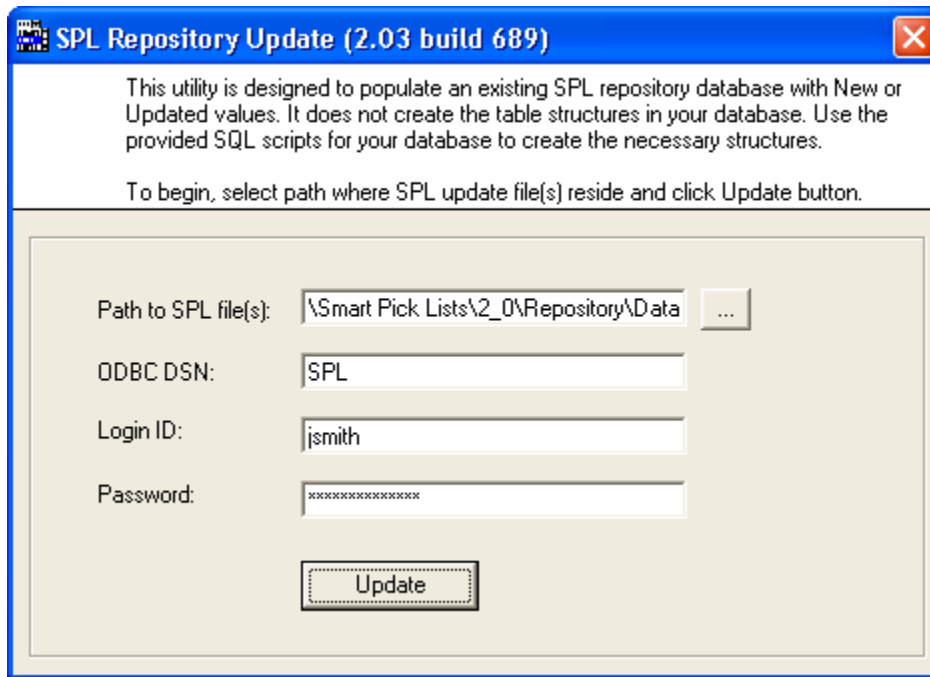 SPL Repository Update (2.03 build 689)
This utility is designed to populate an existing SPL repository database with New or
Updated values. It does not create the table structures in your database. Use the
provided SQL scripts for your database to create the necessary structures.
To begin, select path where SPL update file(s) reside and click Update button.
Path to SPL file(s): \Smart Pick Lists\2_0\Repository\Data ...
ODBC DSN: SPL
Login ID: jsmith
Password: xxxxxxxxxxxxxx
Update